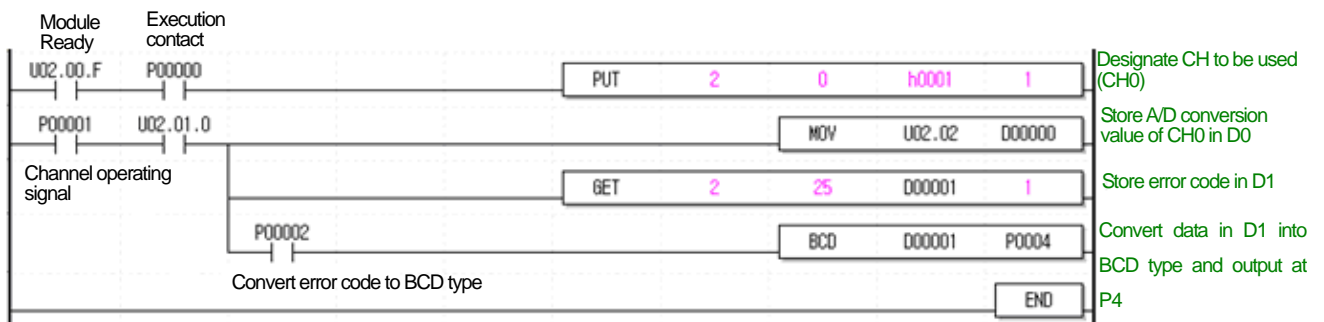 Module
Ready
Execution
contact
U02.00.F P00000
PUT 2 0 h0001 1
Designate CH to be used
(CH0)
P00001 U02.01.0
MOV U02.02 D00000
Store A/D conversion
value of CH0 in D0
Channel operating
signal
GET 2 25 D00001 1
Store error code in D1
P00002
BCD D00001 P0004
Convert data in D1 into
BCD type and output at
P4
Convert error code to BCD type
END